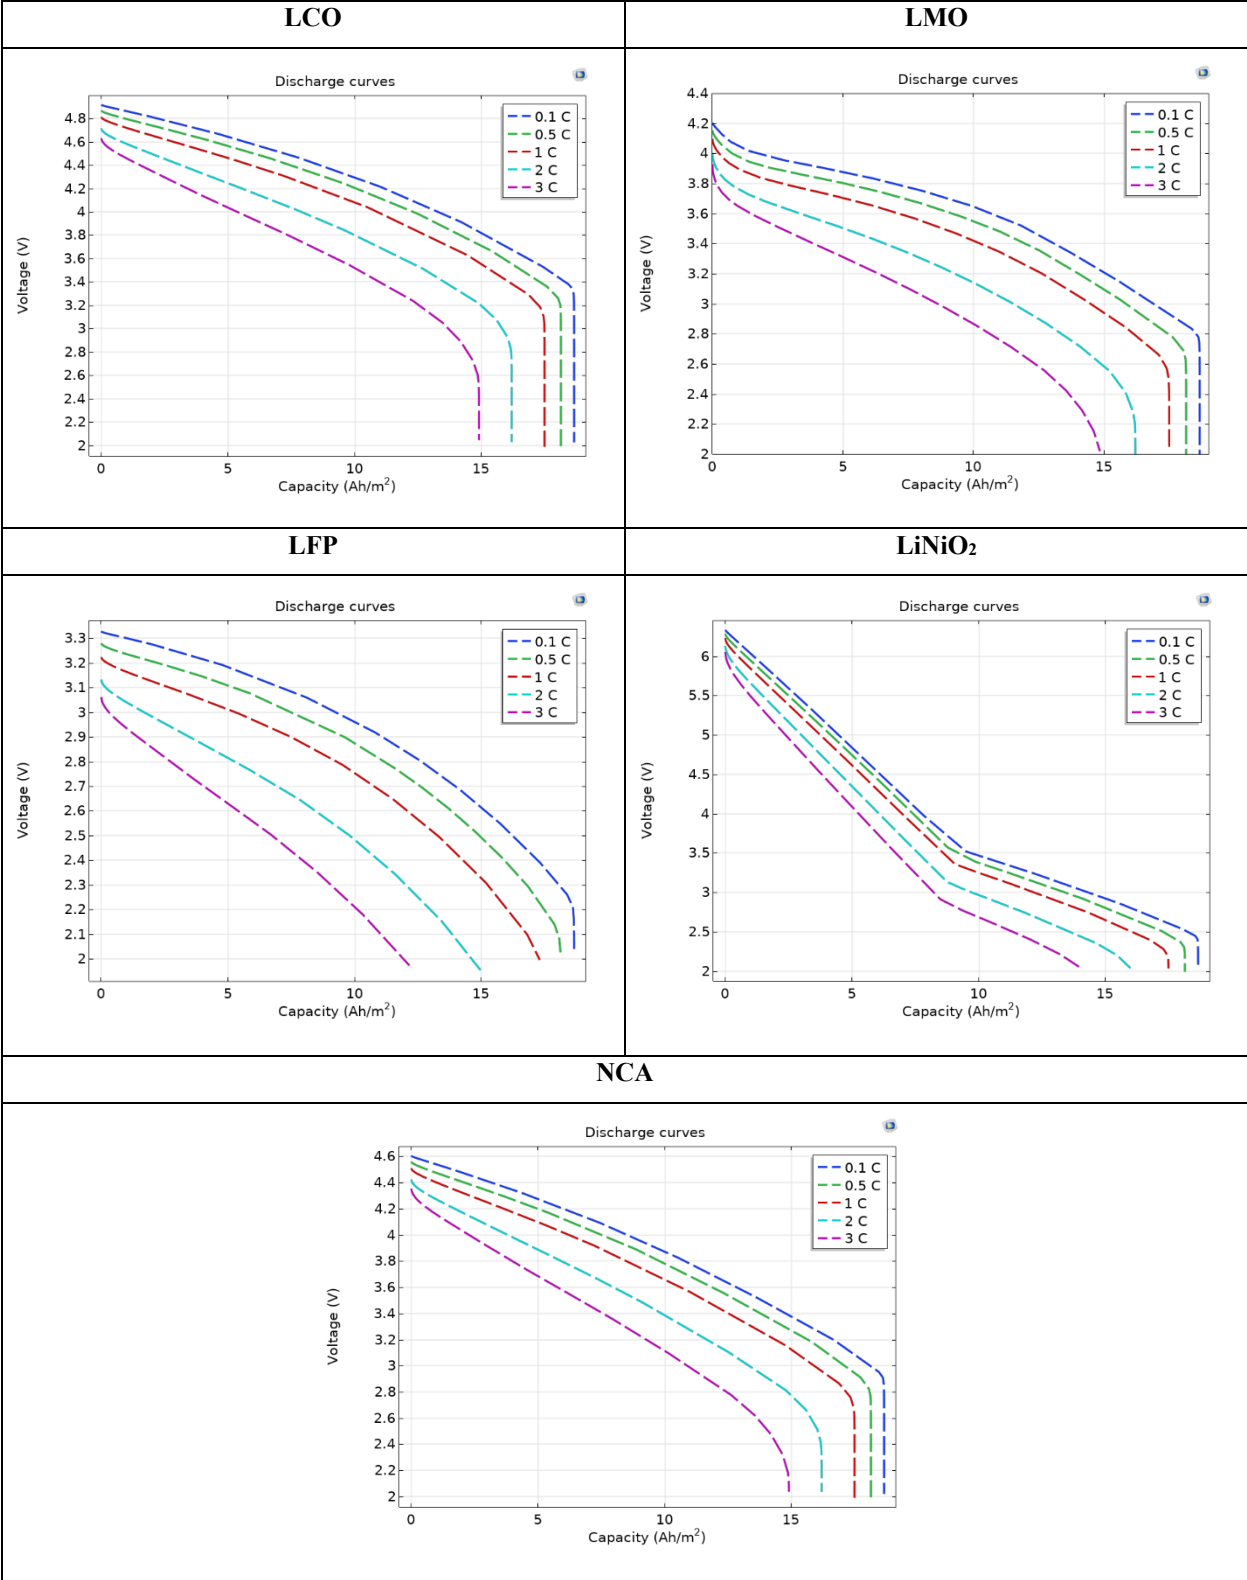 LCO
LMO
Discharge curves
Voltage (V)
4.8
4.6
4.4
4.2
4
3.8
3.6
3.4
3.2
3
2.8
2.6
2.4
2.2
2
0.1 C
0.5 C
1 C
2 C
3 C
0 5 10 15
Capacity (Ah/m²)
Discharge curves
Voltage (V)
4.4
4.2
4
3.8
3.6
3.4
3.2
3
2.8
2.6
2.4
2.2
2
0.1 C
0.5 C
1 C
2 C
3 C
0 5 10 15
Capacity (Ah/m²)
LFP
LiNiO₂
Discharge curves
Voltage (V)
3.3
3.2
3.1
3
2.9
2.8
2.7
2.6
2.5
2.4
2.3
2.2
2.1
2
0.1 C
0.5 C
1 C
2 C
3 C
0 5 10 15
Capacity (Ah/m²)
Discharge curves
Voltage (V)
6
5.5
5
4.5
4
3.5
3
2.5
2
0.1 C
0.5 C
1 C
2 C
3 C
0 5 10 15
Capacity (Ah/m²)
NCA
Discharge curves
Voltage (V)
4.6
4.4
4.2
4
3.8
3.6
3.4
3.2
3
2.8
2.6
2.4
2.2
2
0.1 C
0.5 C
1 C
2 C
3 C
0 5 10 15
Capacity (Ah/m²)